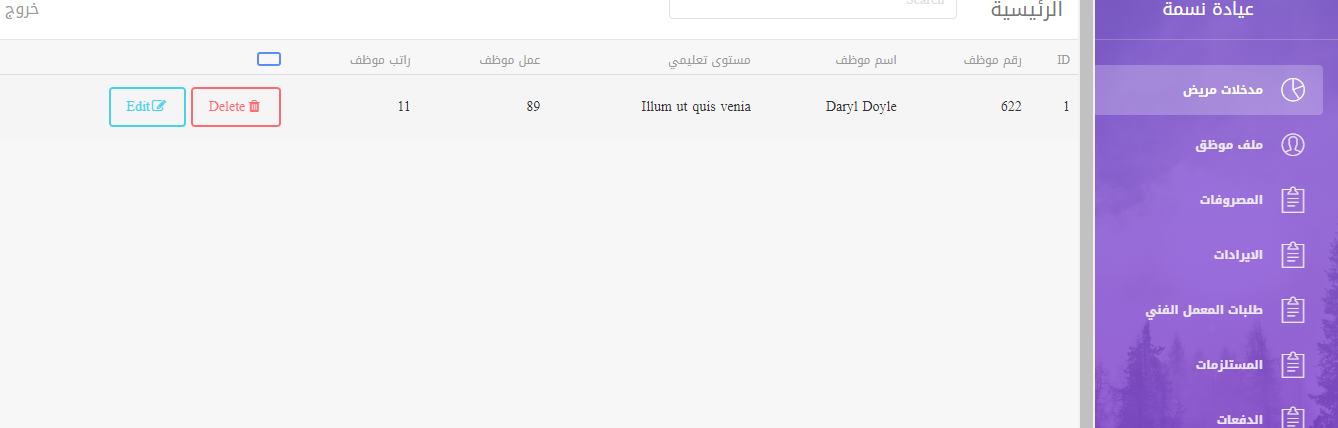 عيادة نسمة
الرئيسية
Search
خروج
مدخلات مريض
ملف موظق
المصروفات
الايرادات
طلبات المعمل الفني
المستلزمات
الدفعات
ID رقم موظف اسم موظف مستوى تعليمي عمل موظف راتب موظف
1 622 Daryl Doyle Illum ut quis venia 89 11 Delete Edit